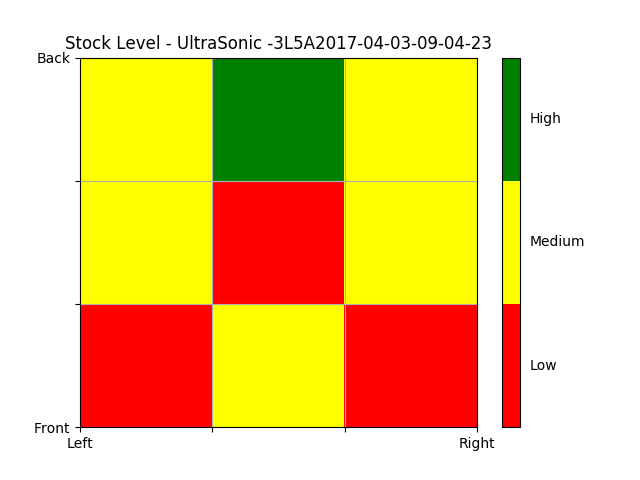 Stock Level - UltraSonic -3L5A2017-04-03-09-04-23
Back
High
Medium
Low
Front
Left
Right